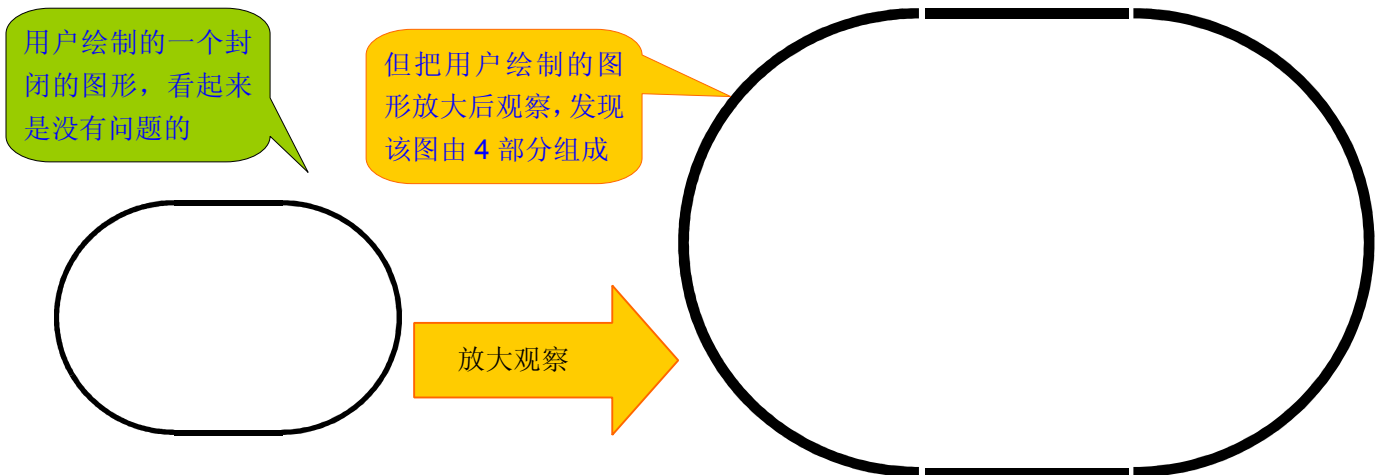 用户绘制的一个封
闭的图形，看起来
是没有问题的
但把用户绘制的图
形放大后观察，发现
该图由 4 部分组成
放大观察